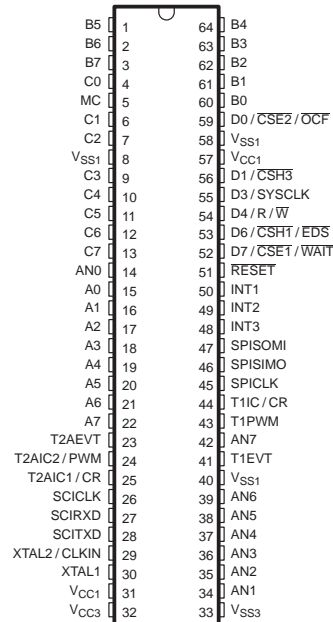 B5 1 64 B4
B6 2 63 B3
B7 3 62 B2
C0 4 61 B1
MC 5 60 B0
C1 6 59 D0/CSE2/OCF
C2 7 58 VSS1
VSS1 8 57 VCC1
C3 9 56 D1/CSH3
C4 10 55 D3/SYSCLK
C5 11 54 D4/R/W
C6 12 53 D6/CSH1/EDS
C7 13 52 D7/CSE1/WAIT
AN0 14 51 RESET
A0 15 50 INT1
A1 16 49 INT2
A2 17 48 INT3
A3 18 47 SPISOMI
A4 19 46 SPISIMO
A5 20 45 SPICLK
A6 21 44 T1IC/CR
A7 22 43 T1PWM
T2AEVT 23 42 AN7
T2AIC2/PWM 24 41 T1EVT
T2AIC1/CR 25 40 VSS1
SCICLK 26 39 AN6
SCIRXD 27 38 AN5
SCITXD 28 37 AN4
XTAL2/CLKIN 29 36 AN3
XTAL1 30 35 AN2
VCC1 31 34 AN1
VCC3 32 33 VSS3